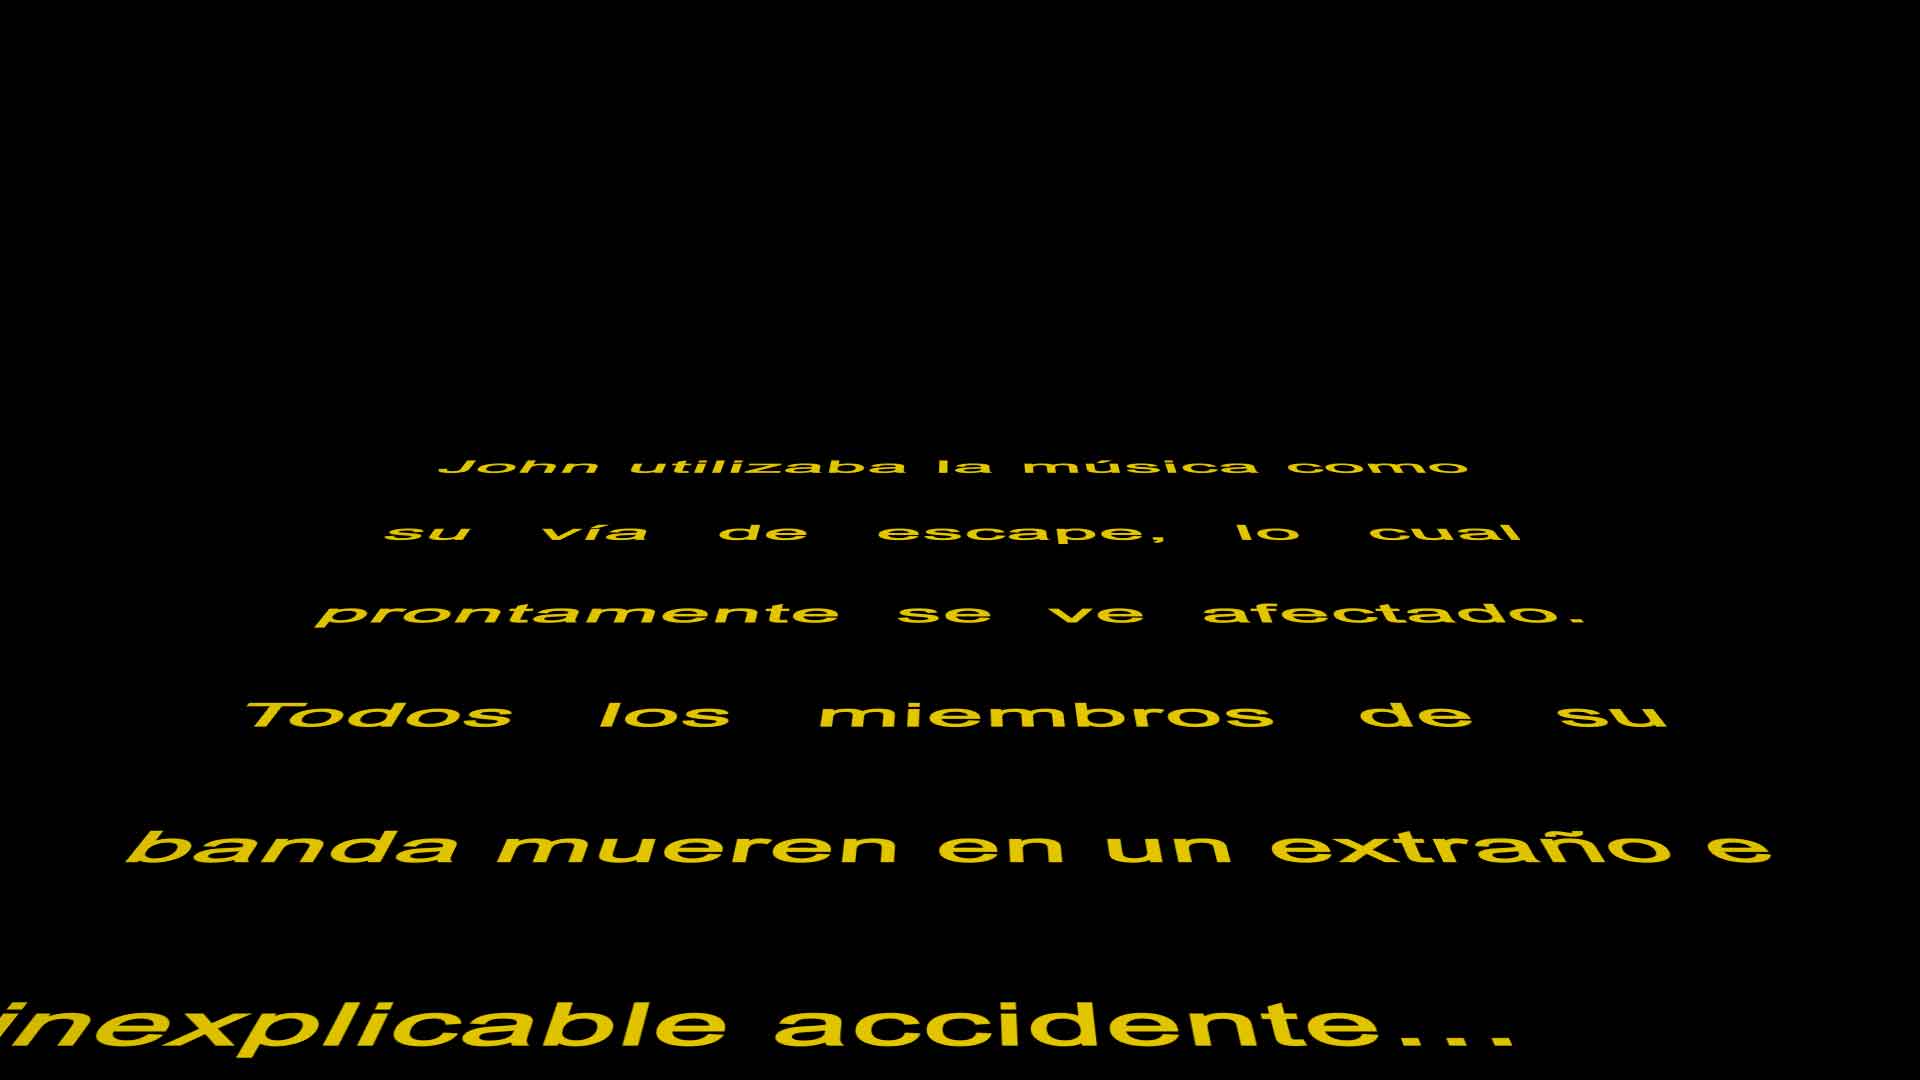 John utilizaba la música como
su vía de escape, lo cual
prontamente se ve afectado.
Todos los miembros de su
banda mueren en un extraño e
inexplicable accidente...